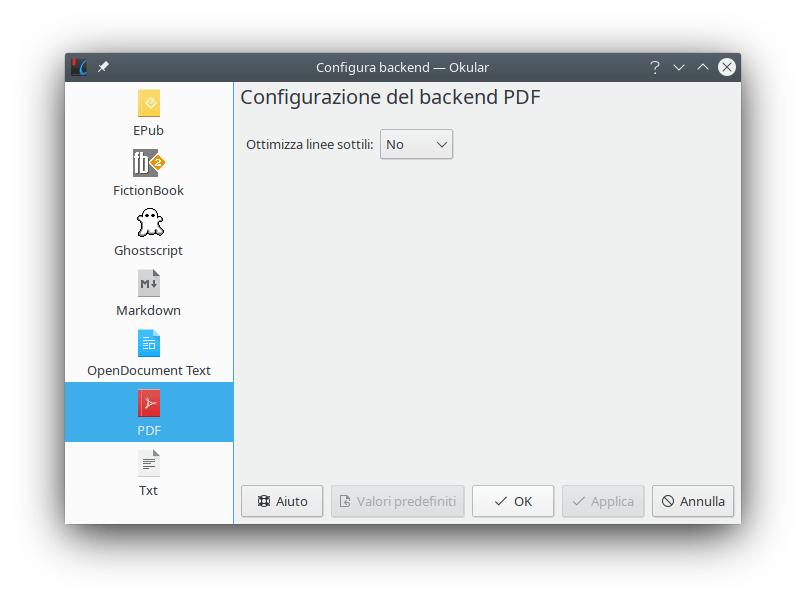 Configura backend — Okular
EPub
FictionBook
Ghostscript
Markdown
OpenDocument Text
PDF
Txt
Configurazione del backend PDF
Ottimizza linee sottili: No
Aiuto Valori predefiniti OK Applica Annulla